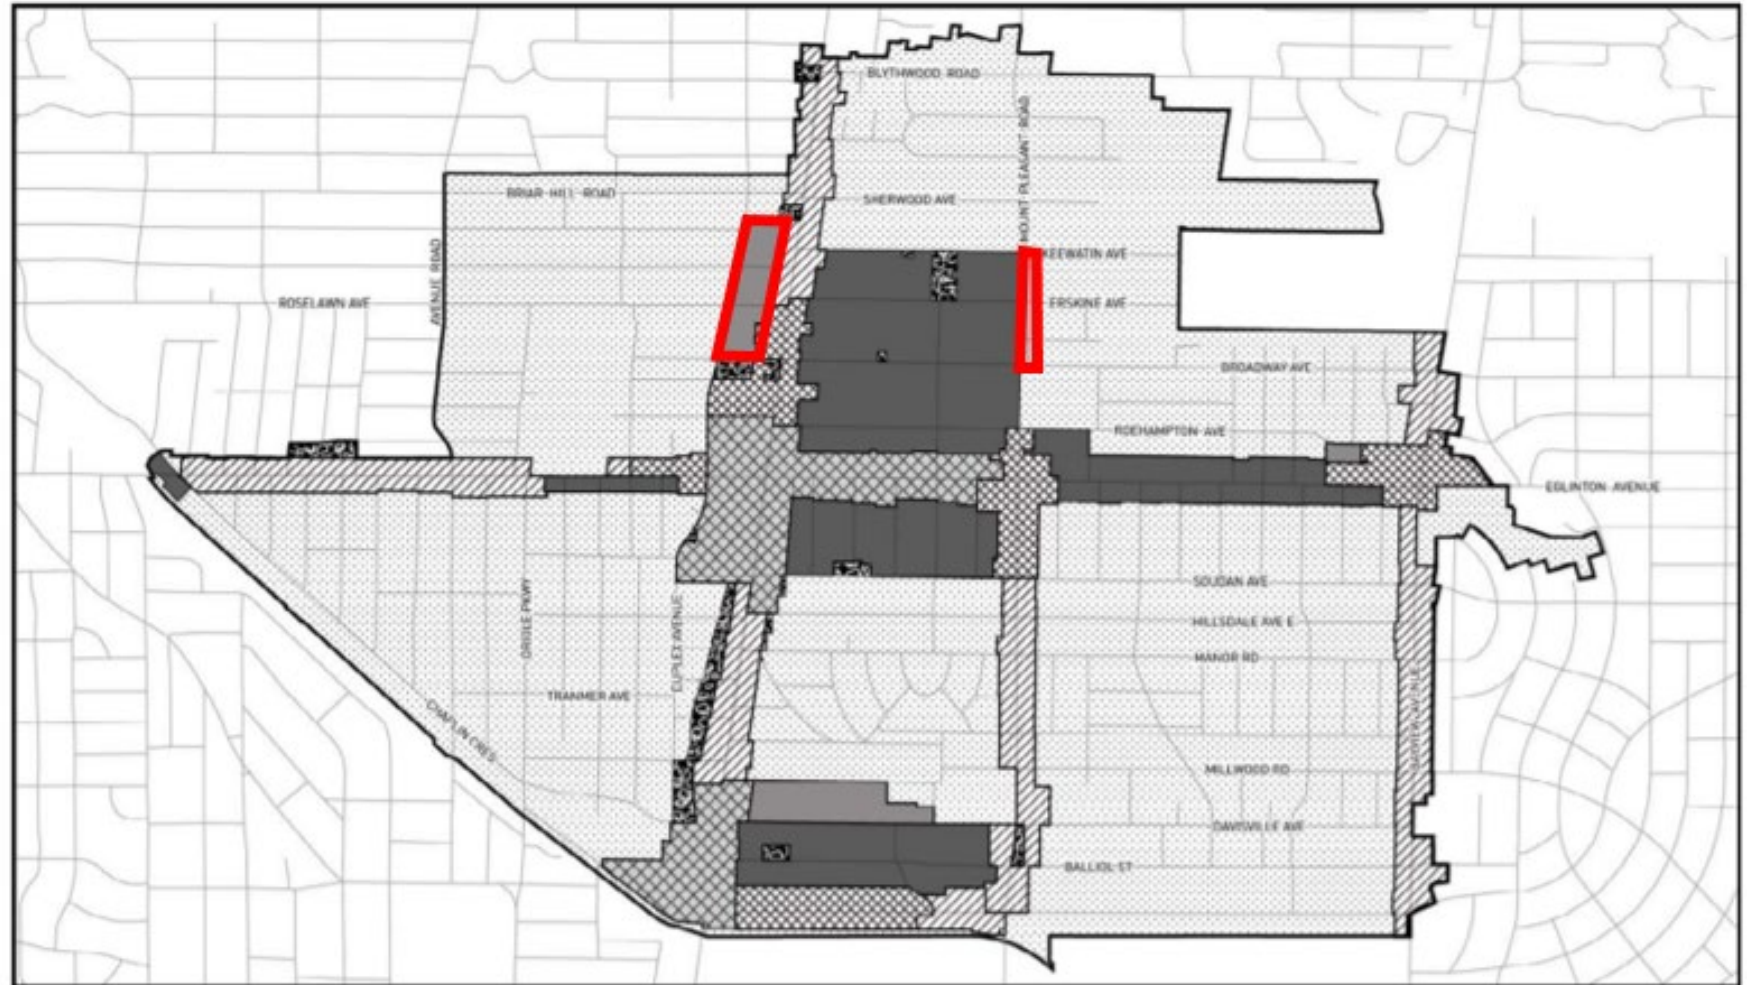 BLYTHWOOD ROAD
MOUNT PLEASANT ROAD
BRIAR HILL ROAD
SHERWOOD AVE
AVENUE ROAD
KEEWATIN AVE
ROSELAWN AVE
ERSKINE AVE
BROADWAY AVE
ROEHAMPTON AVE
EGLINTON AVENUE
ORIOLE PKWY
DUPLEX AVENUE
SOUDAN AVE
HILLSDALE AVE E
MANOR RD
TRANMER AVE
CHAPLIN CRES
BAYVIEW AVENUE
MILLWOOD RD
DAVISVILLE AVE
BALLIOL ST